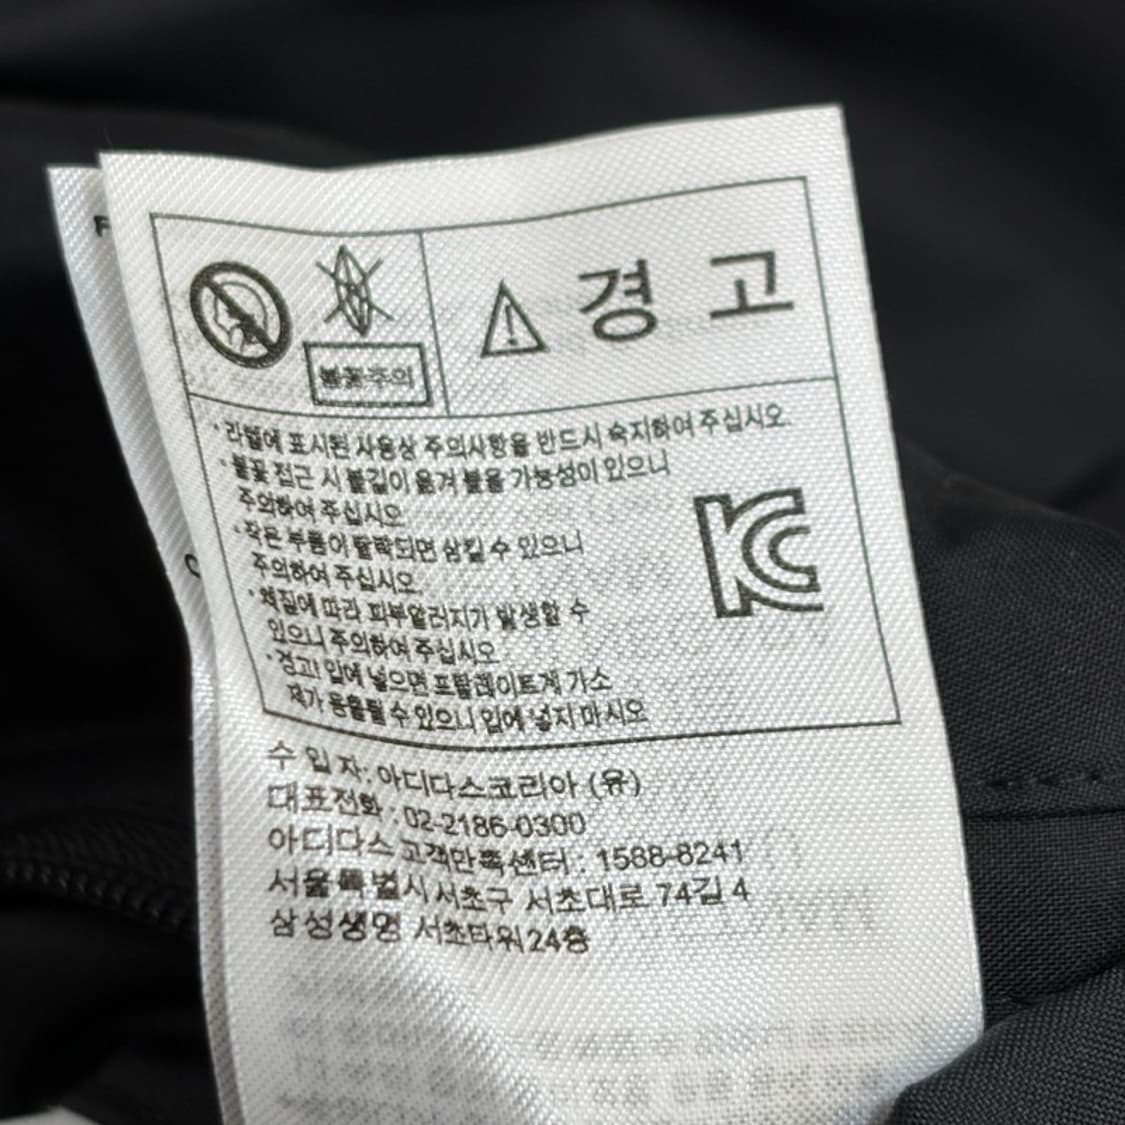 불꽃주의
경 고
· 라벨에 표시된 사용상 주의사항을 반드시 숙지하여 주십시오.
· 불꽃 접근 시 불길이 옮겨 붙을 가능성이 있으니
주의하여 주십시오.
· 작은 부품이 탈락되면 삼킬 수 있으니
주의하여 주십시오.
· 체질에 따라 피부알러지가 발생할 수
있으니 주의하여 주십시오.
· 경고! 입에 넣으면 프탈레이트계 가소
제가 용출될 수 있으니 입에 넣지 마시오
KC
수 입 자: 아디다스코리아 (유)
대표전화 : 02-2186-0300
아디다스 고객만족센터 : 1588-8241
서울특별시 서초구 서초대로 74길 4
삼성생명 서초타워 24층